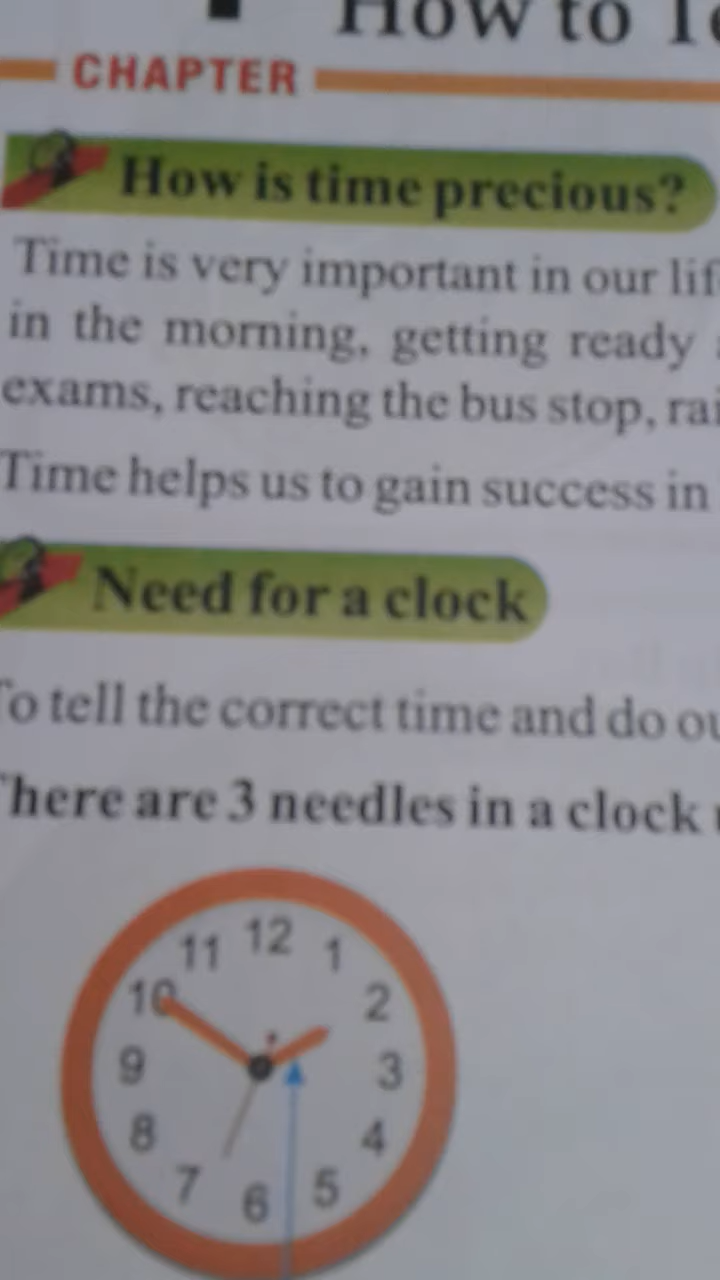 How to
CHAPTER
How is time precious?
Time is very important in our
in the morning, getting ready
exams, reaching the bus stop,
Time helps us to gain success in
Need for a clock
To tell the correct time and do
There are 3 needles in a clock
12
11 1
10 2
9 3
8 4
7 5
6